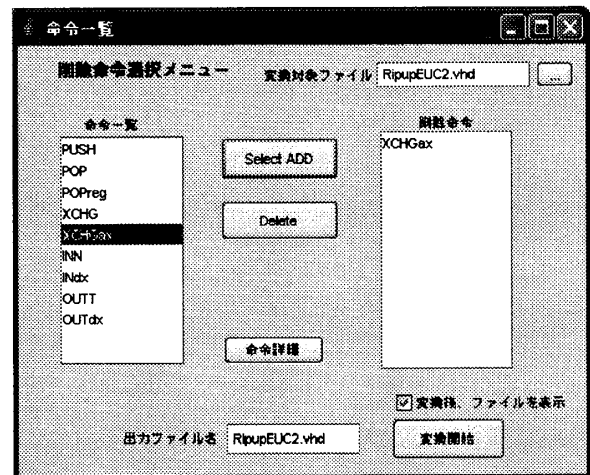 命令一覧
削除命令選択メニュー
変換対象ファイル RipupEUC2.vhd ...
命令一覧
削除命令
PUSH
POP
POPreg
XCHG
XCHGax
INN
INdx
OUTT
OUTdx
Select ADD
Delete
命令詳細
XCHGax
変換後、ファイルを表示
出力ファイル名 RipupEUC2.vhd
変換開始